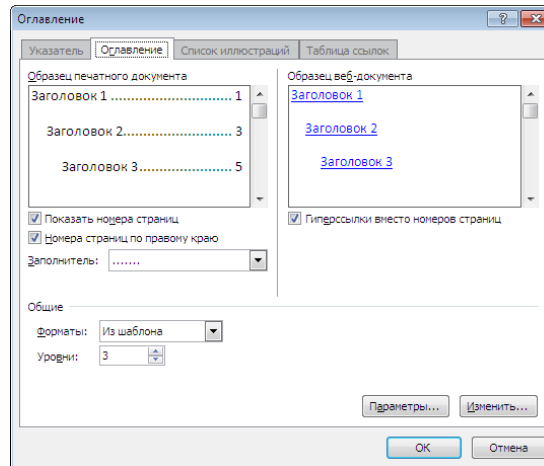 Оглавление
Указатель Оглавление Список иллюстраций Таблица ссылок
Образец печатного документа
Заголовок 1 .............................. 1
Заголовок 2....................... 3
Заголовок 3.................... 5
Образец веб-документа
Заголовок 1
Заголовок 2
Заголовок 3
Показать номера страниц
Номера страниц по правому краю
Заполнитель: .......
Гиперссылки вместо номеров страниц
Общие
Форматы: Из шаблона
Уровни: 3
Параметры... Изменить...
ОК Отмена